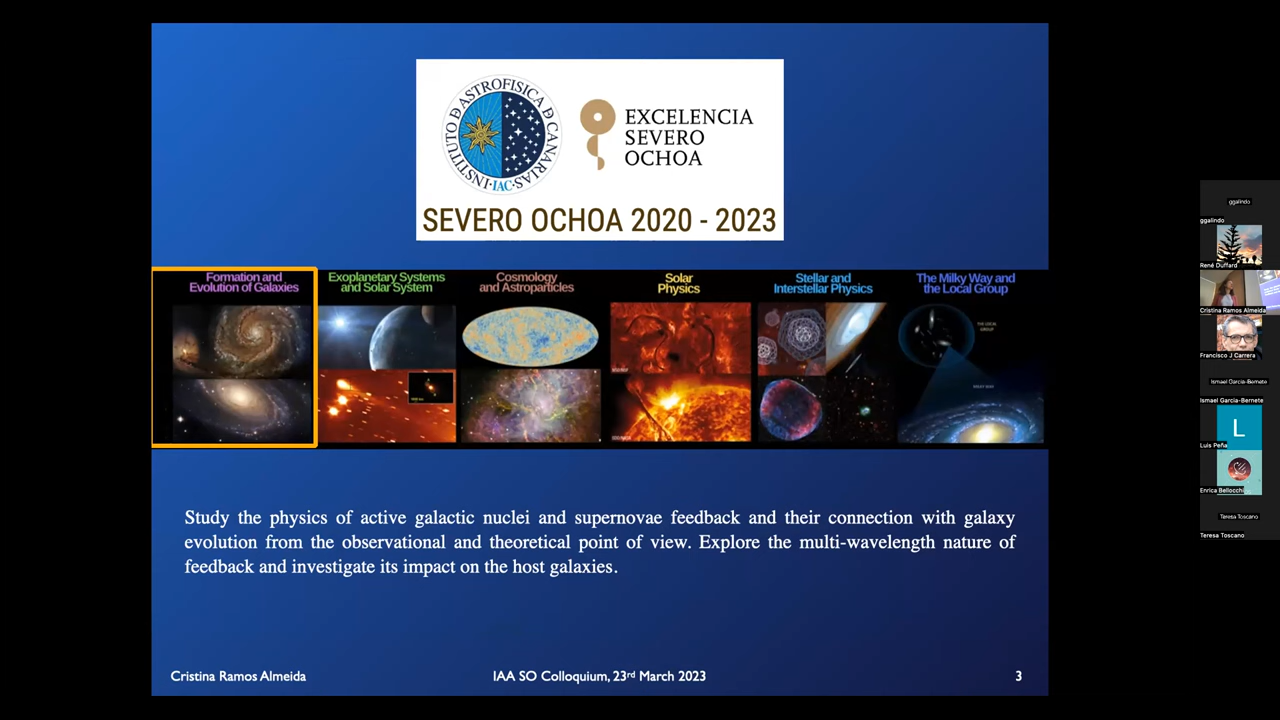 INSTITUTO DE ASTROFISICA DE CANARIAS
·IAC·
EXCELENCIA
SEVERO
OCHOA
SEVERO OCHOA 2020 - 2023
Formation and
Evolution of Galaxies
Exoplanetary Systems
and Solar System
Cosmology
and Astroparticles
Solar
Physics
Stellar and
Interstellar Physics
The Milky Way and
the Local Group
THE LOCAL
GROUP
MILKY WAY
Study the physics of active galactic nuclei and supernovae feedback and their connection with galaxy
evolution from the observational and theoretical point of view. Explore the multi-wavelength nature of
feedback and investigate its impact on the host galaxies.
Cristina Ramos Almeida
IAA SO Colloquium, 23rd March 2023
3
ggalindo
ggalindo
René Duffard
Cristina Ramos Almeida
Francisco J Carrera
Ismael García-Bernete
Ismael García-Bernete
L
Luis Peña
Enrica Bellocchi
Teresa Toscano
Teresa Toscano